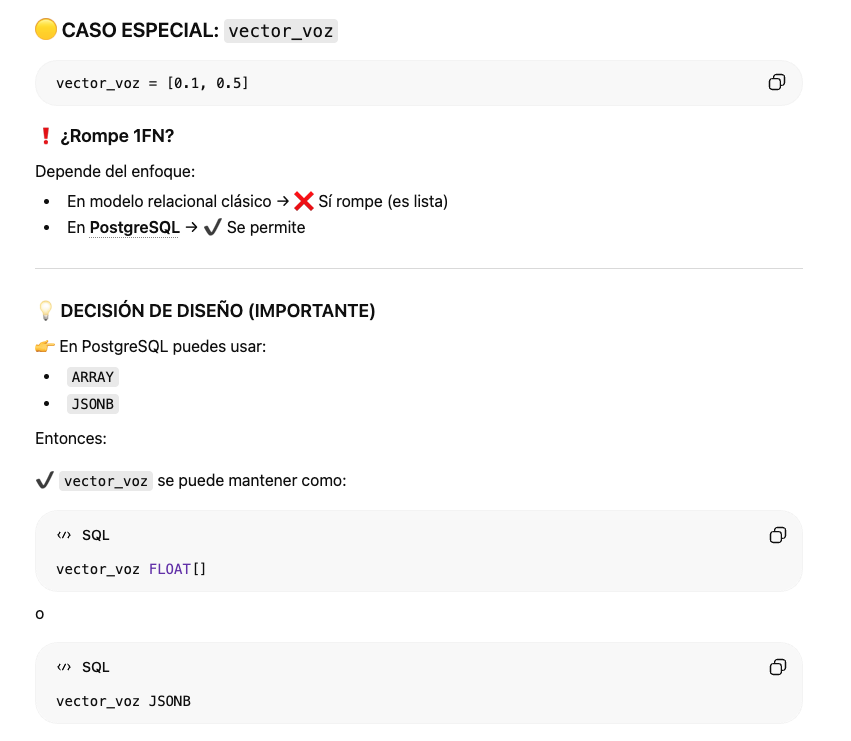 🟡 CASO ESPECIAL: vector_voz
vector_voz = [0.1, 0.5]
❗ ¿Rompe 1FN?
Depende del enfoque:
• En modelo relacional clásico → ❌ Sí rompe (es lista)
• En PostgreSQL → ✔ Se permite
💡 DECISIÓN DE DISEÑO (IMPORTANTE)
👉 En PostgreSQL puedes usar:
• ARRAY
• JSONB
Entonces:
✔ vector_voz se puede mantener como:
SQL
vector_voz FLOAT[]
o
SQL
vector_voz JSONB